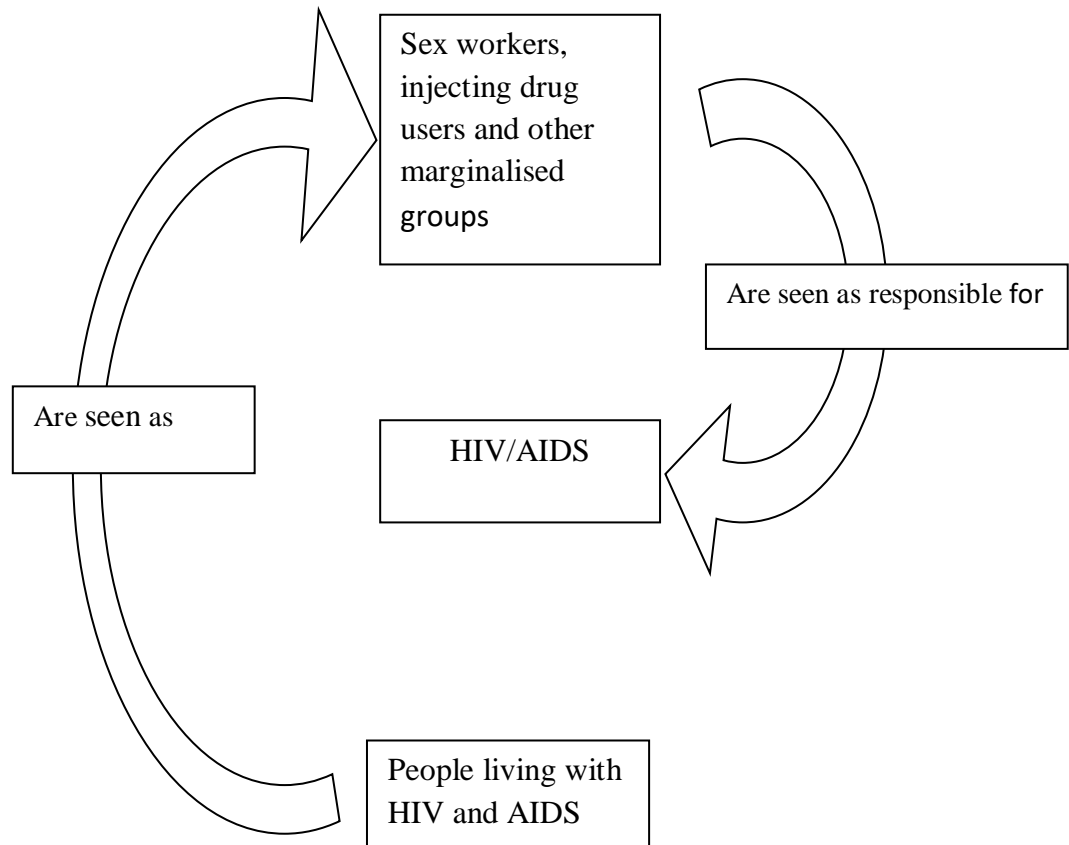 Sex workers,
injecting drug
users and other
marginalised
groups
Are seen as responsible for
Are seen as
HIV/AIDS
People living with
HIV and AIDS